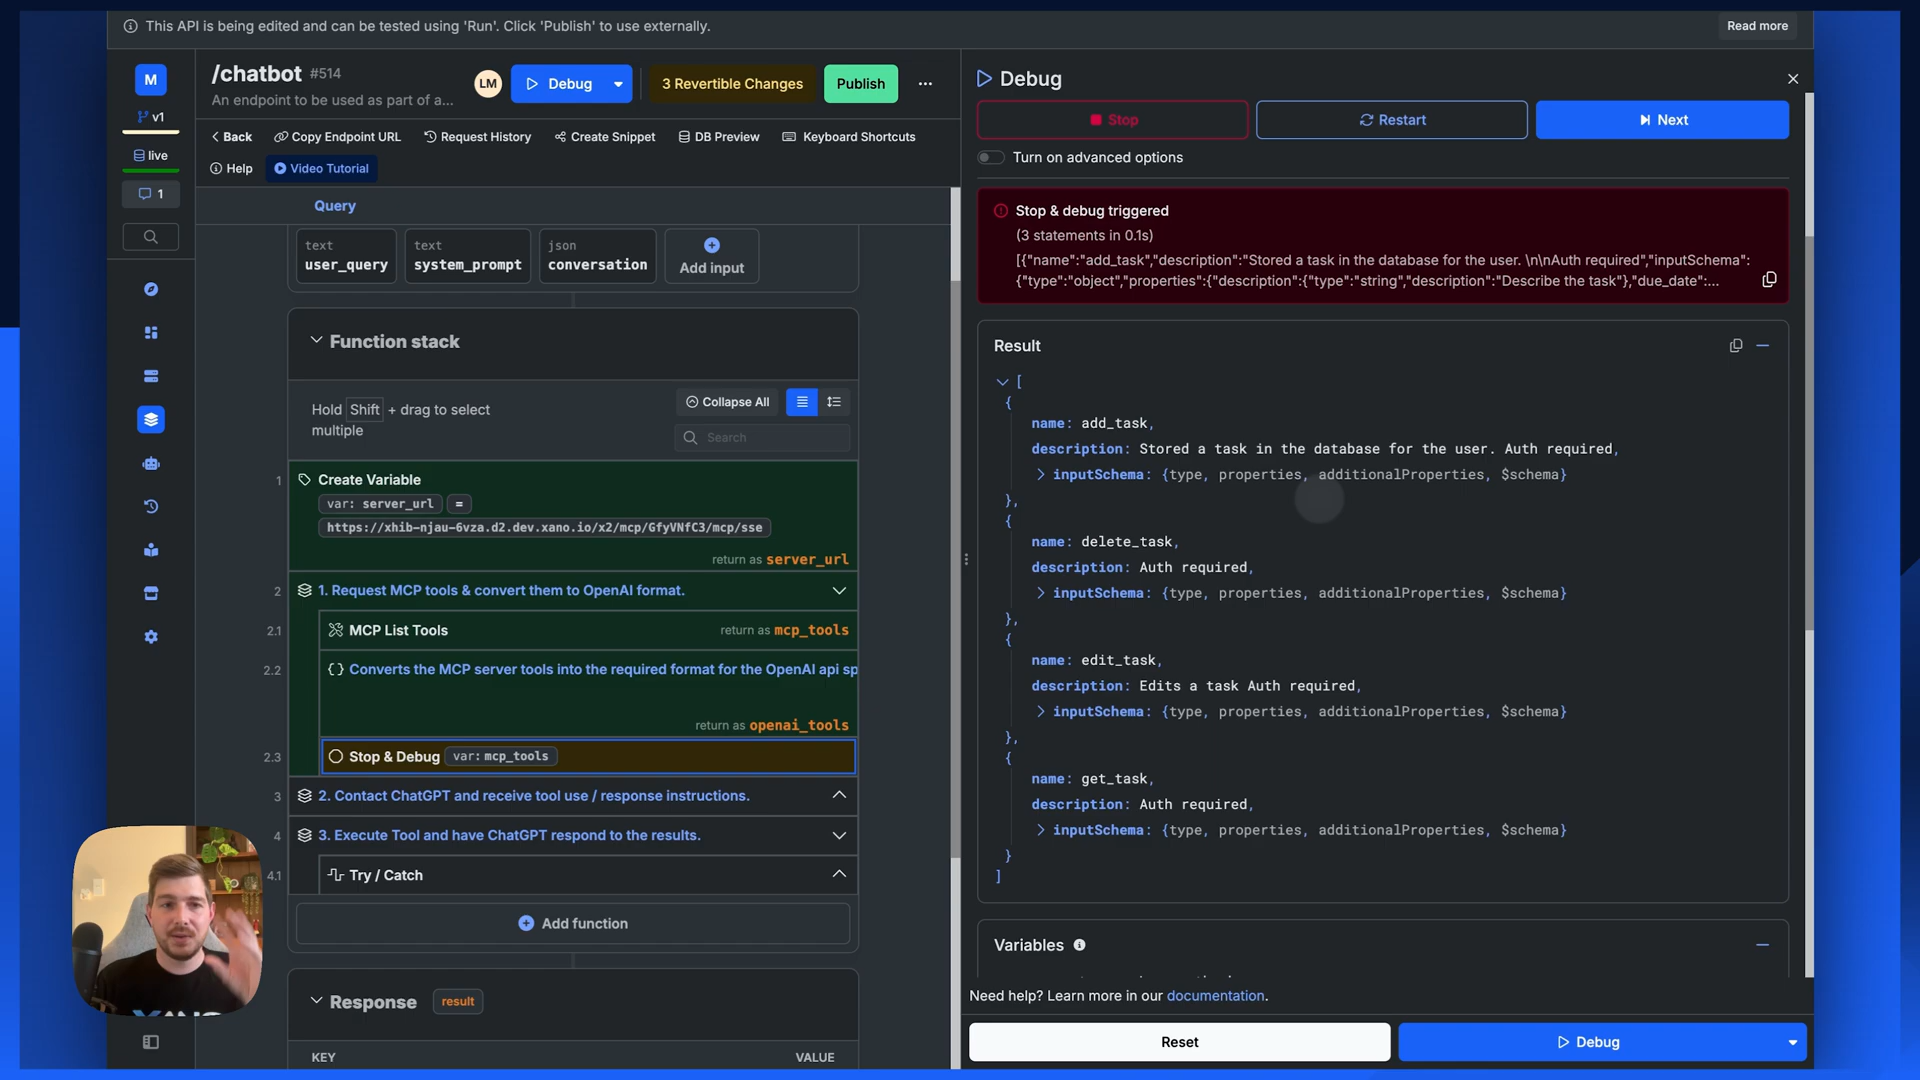 This API is being edited and can be tested using 'Run'. Click 'Publish' to use externally.
Read more
M
v1
live
1
/chatbot #514
An endpoint to be used as part of a...
LM
Debug
3 Revertible Changes
Publish
Back
Copy Endpoint URL
Request History
Create Snippet
DB Preview
Keyboard Shortcuts
Help
Video Tutorial
Query
text
user_query
text
system_prompt
json
conversation
Add input
Function stack
Hold Shift + drag to select
multiple
Collapse All
Search
1
Create Variable
var: server_url =
https://xhib-njau-6vza.d2.dev.xano.io/x2/mcp/GfyVNfC3/mcp/sse
return as server_url
2
1. Request MCP tools & convert them to OpenAI format.
2.1
MCP List Tools
return as mcp_tools
2.2
{} Converts the MCP server tools into the required format for the OpenAI api sp
return as openai_tools
2.3
Stop & Debug var: mcp_tools
3
2. Contact ChatGPT and receive tool use / response instructions.
4
3. Execute Tool and have ChatGPT respond to the results.
4.1
Try / Catch
Add function
Response result
KEY VALUE
Debug
Stop
Restart
Next
Turn on advanced options
Stop & debug triggered
(3 statements in 0.1s)
[{"name":"add_task","description":"Stored a task in the database for the user. \n\nAuth required","inputSchema":
{"type":"object","properties":{"description":{"type":"string","description":"Describe the task"},"due_date":...
Result
[
{
name: add_task,
description: Stored a task in the database for the user. Auth required,
inputSchema: {type, properties, additionalProperties, $schema}
},
{
name: delete_task,
description: Auth required,
inputSchema: {type, properties, additionalProperties, $schema}
},
{
name: edit_task,
description: Edits a task Auth required,
inputSchema: {type, properties, additionalProperties, $schema}
},
{
name: get_task,
description: Auth required,
inputSchema: {type, properties, additionalProperties, $schema}
}
]
Variables
Need help? Learn more in our documentation.
Reset
Debug